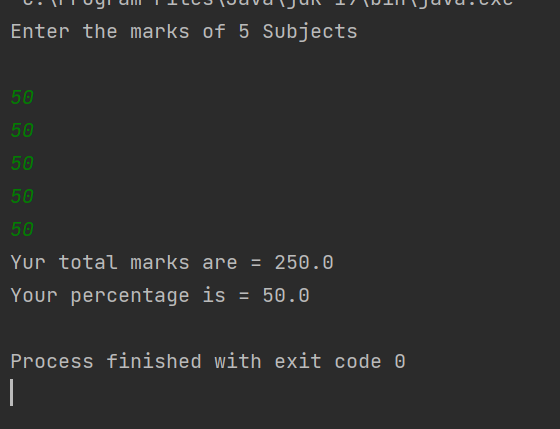 Enter the marks of 5 Subjects
50
50
50
50
50
Yur total marks are = 250.0
Your percentage is = 50.0
Process finished with exit code 0